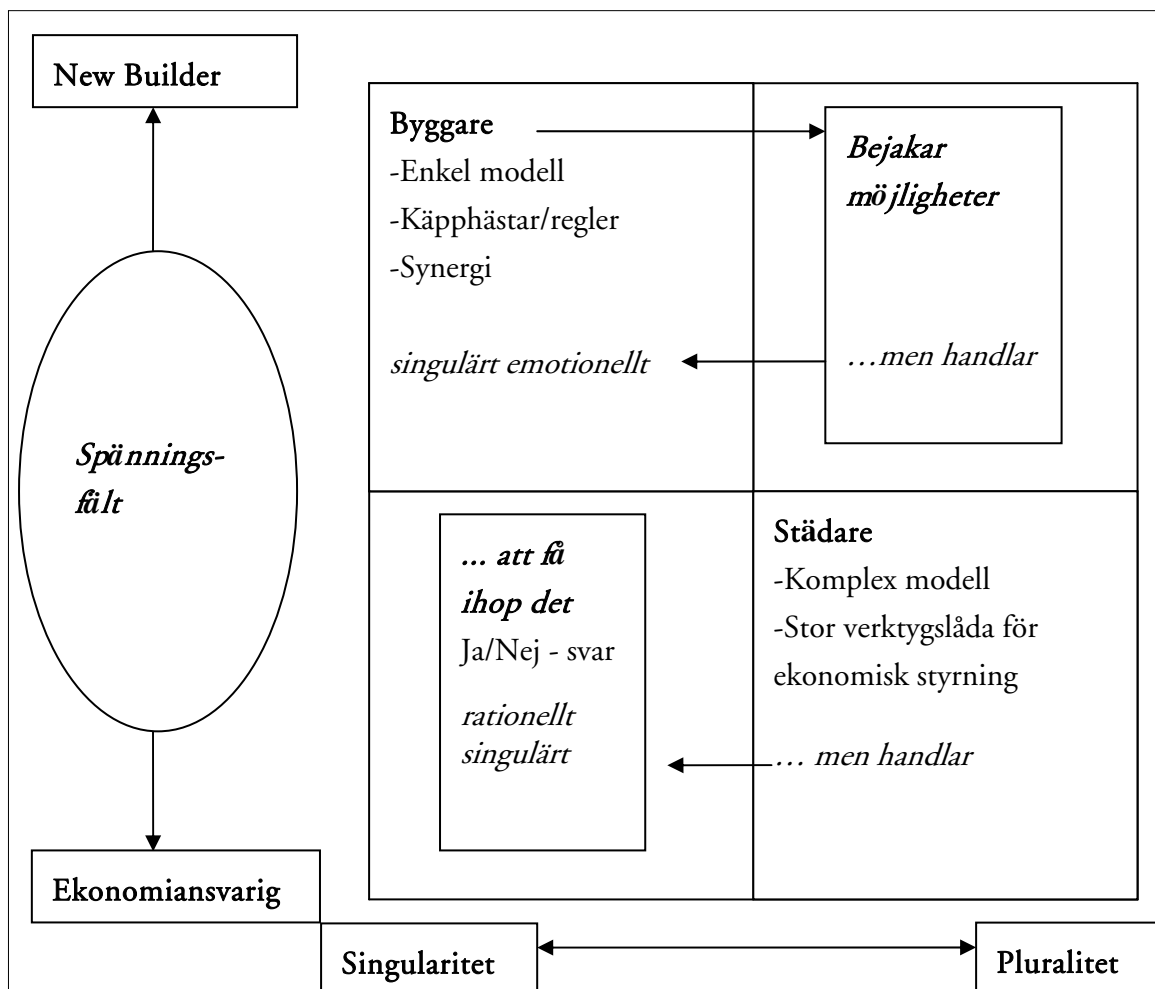 New Builder
Byggare
-Enkel modell
-Käpphästar/regler
-Synergi
singulärt emotionellt
Bejakar
möjligheter
…men handlar
Spännings-
fält
… att få
ihop det
Ja/Nej - svar
rationellt
singulärt
Städare
-Komplex modell
-Stor verktygslåda för
ekonomisk styrning
… men handlar
Ekonomiansvarig
Singularitet
Pluralitet